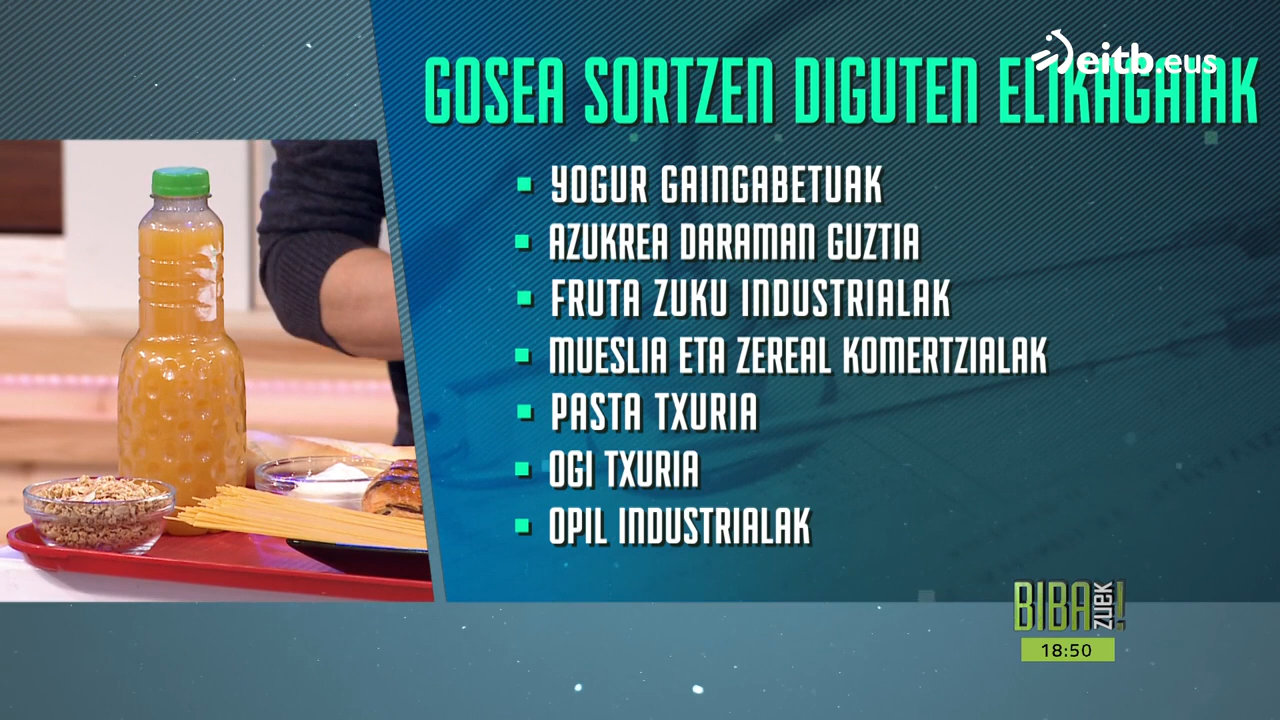 eitb.eus
GOSEA SORTZEN DIGUTEN ELIKAGAIAK
YOGUR GAINGABETUAK
AZUKREA DARAMAN GUZTIA
FRUTA ZUKU INDUSTRIALAK
MUESLIA ETA ZEREAL KOMERTZIALAK
PASTA TXURIA
OGI TXURIA
OPIL INDUSTRIALAK
BIBA zuek!
18:50